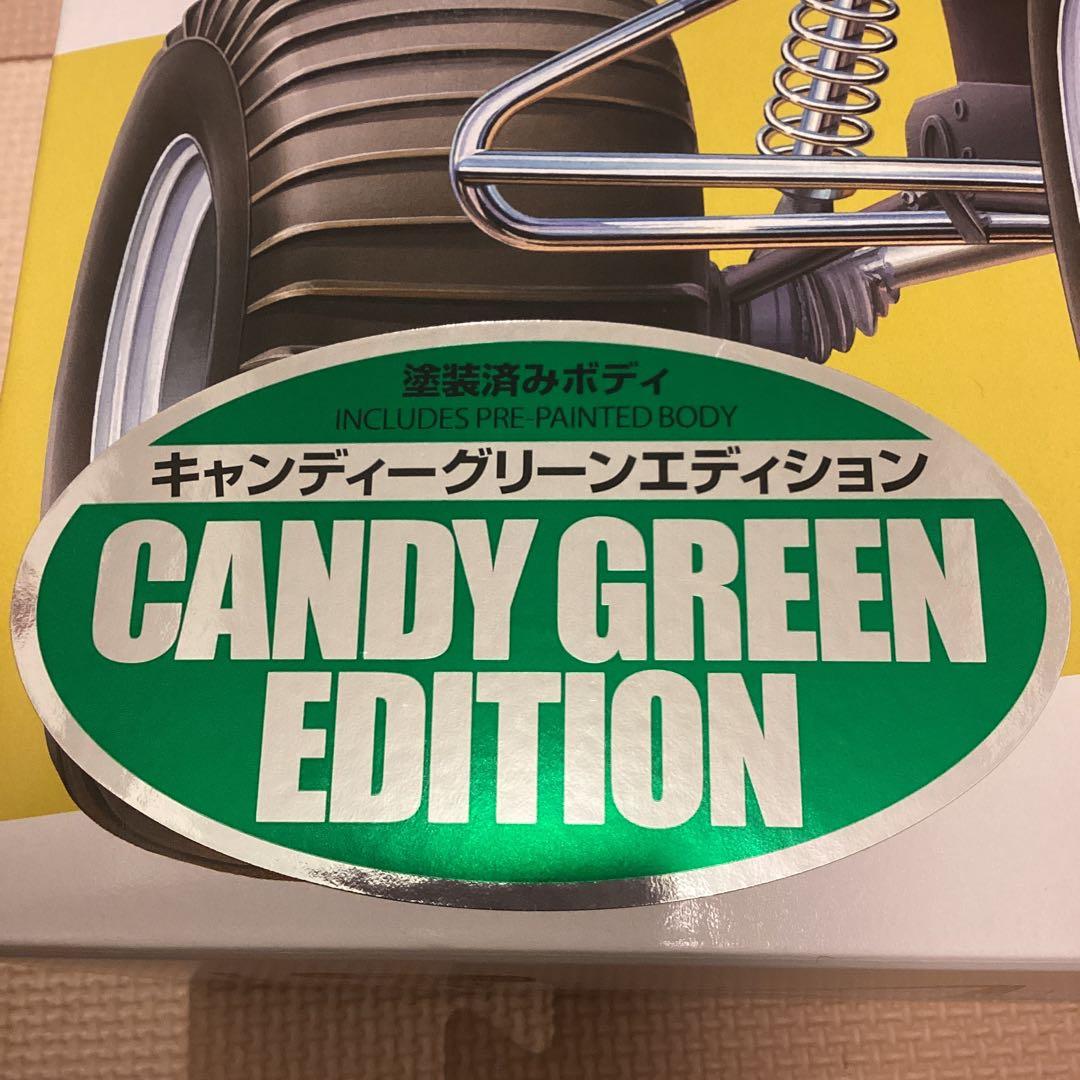 塗装済みボディ
INCLUDES PRE-PAINTED BODY
キャンディーグリーンエディション
CANDY GREEN
EDITION